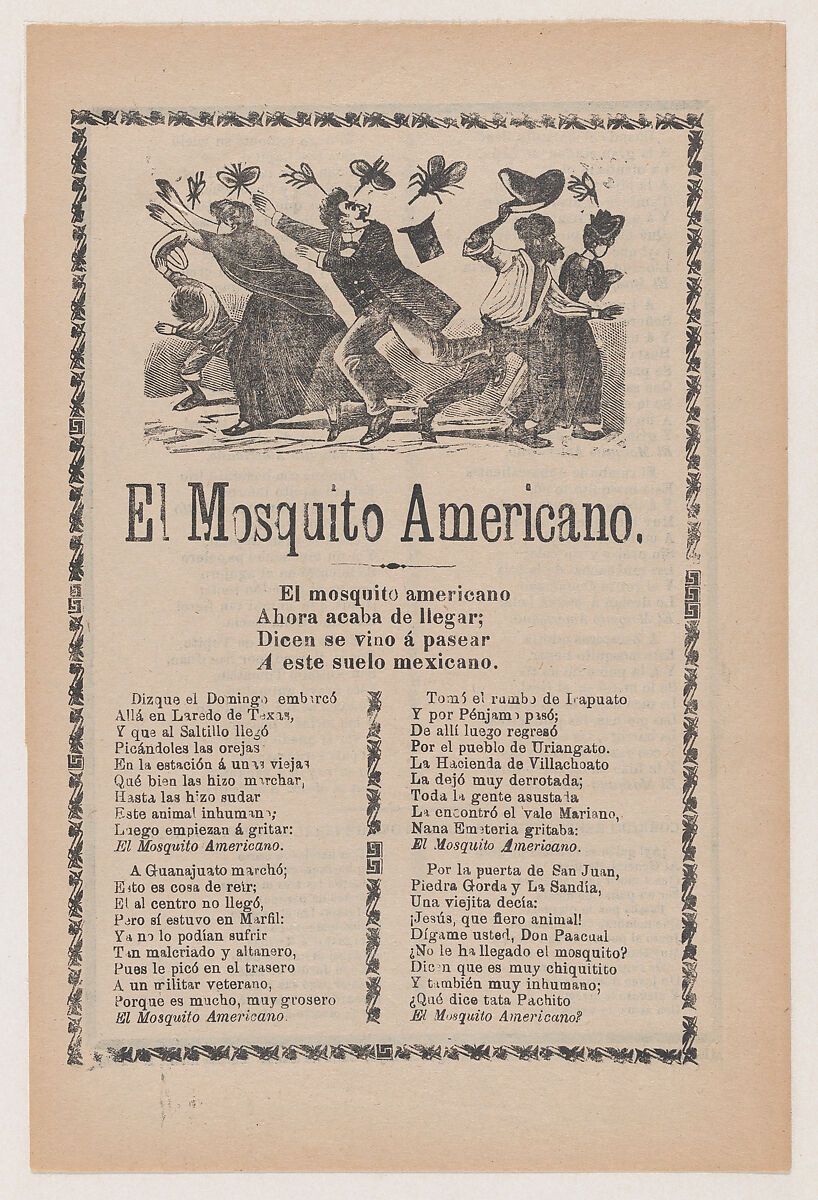 El Mosquito Americano.
El mosquito americano
Ahora acaba de llegar;
Dicen se vino á pasear
A este suelo mexicano.
Dizque el Domingo embarcó
Allá en Laredo de Texas,
Y que al Saltillo llegó
Picándoles las orejas
En la estación á unas viejas
Qué bien las hizo marchar,
Hasta las hizo sudar
Este animal inhumano;
Luego empiezan á gritar:
El Mosquito Americano.
A Guanajuato marchó;
Esto es cosa de reir;
El al centro no llegó,
Pero sí estuvo en Marfil:
Ya no lo podían sufrir
Tan malcriado y altanero,
Pues le picó en el trasero
A un militar veterano,
Porque es mucho, muy grosero
El Mosquito Americano.
Tomó el rumbo de Irapuato
Y por Pénjamo pasó;
De allí luego regresó
Por el pueblo de Uriangato.
La Hacienda de Villachoato
La dejó muy derrotada;
Toda la gente asustada
La encontró el vale Mariano,
Nana Emeteria gritaba:
El Mosquito Americano.
Por la puerta de San Juan,
Piedra Gorda y La Sandía,
Una viejita decía:
¡Jesús, que fiero animal!
Dígame usted, Don Paacual
¿No le ha llegado el mosquito?
Dicen que es muy chiquitito
Y también muy inhumano;
¿Qué dice tata Pachito
El Mosquito Americano?